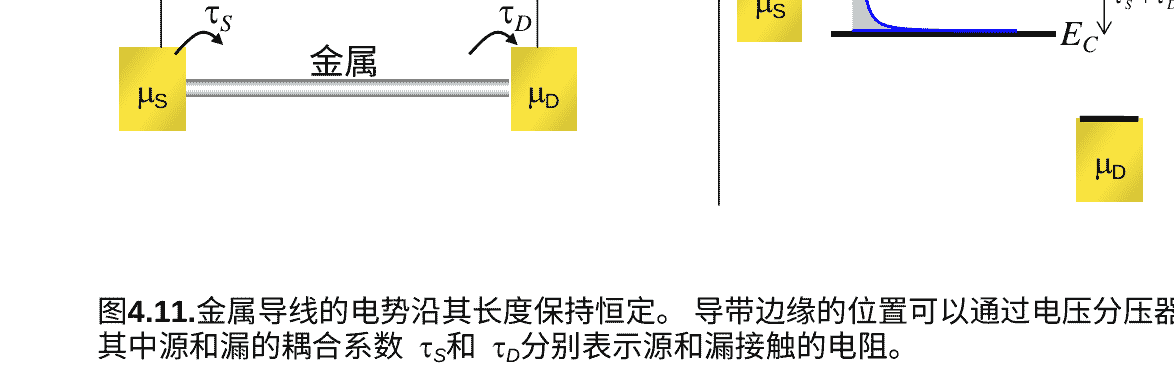 τS
τD
金属
μS
μD
μS
EC
μD
图4.11.金属导线的电势沿其长度保持恒定。 导带边缘的位置可以通过电压分压器
其中源和漏的耦合系数 τS和 τD分别表示源和漏接触的电阻。